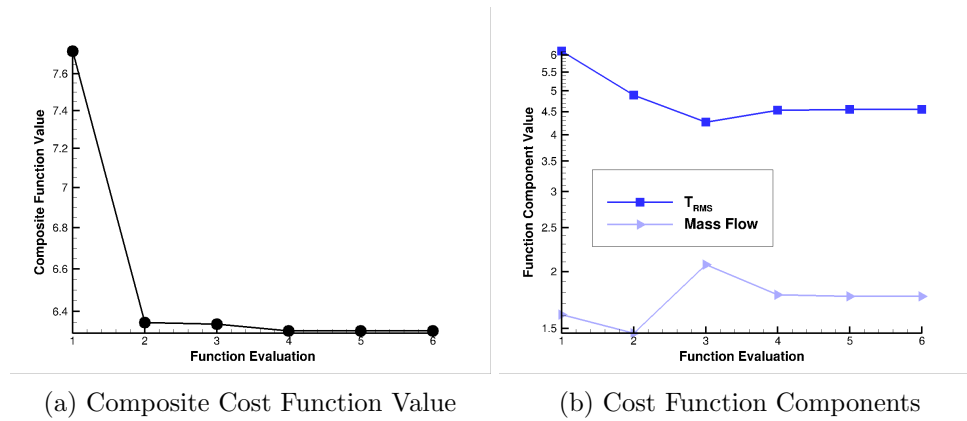 Composite Function Value
7.6
7.4
7.2
7
6.8
6.6
6.4
1 2 3 4 5 6
Function Evaluation
(a) Composite Cost Function Value
Function Component Value
6
5.5
5
4.5
4
3.5
3
2.5
2
1.5
T RMS
Mass Flow
1 2 3 4 5 6
Function Evaluation
(b) Cost Function Components